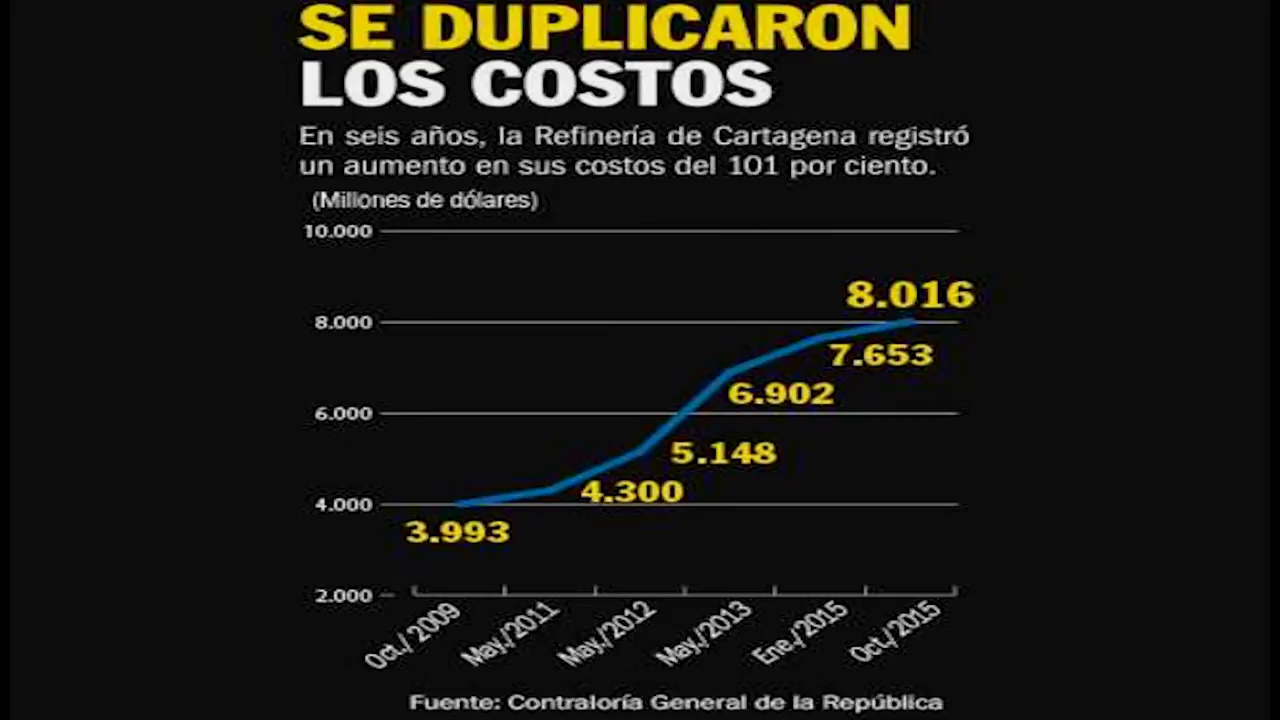 SE DUPLICARON
LOS COSTOS
En seis años, la Refinería de Cartagena registró
un aumento en sus costos del 101 por ciento.
(Millones de dólares)
10.000
8.016
8.000
7.653
6.902
6.000
5.148
4.300
4.000
3.993
2.000
Oct./2009 May./2011 May./2012 May./2013 Ene./2015 Oct./2015
Fuente: Contraloría General de la República